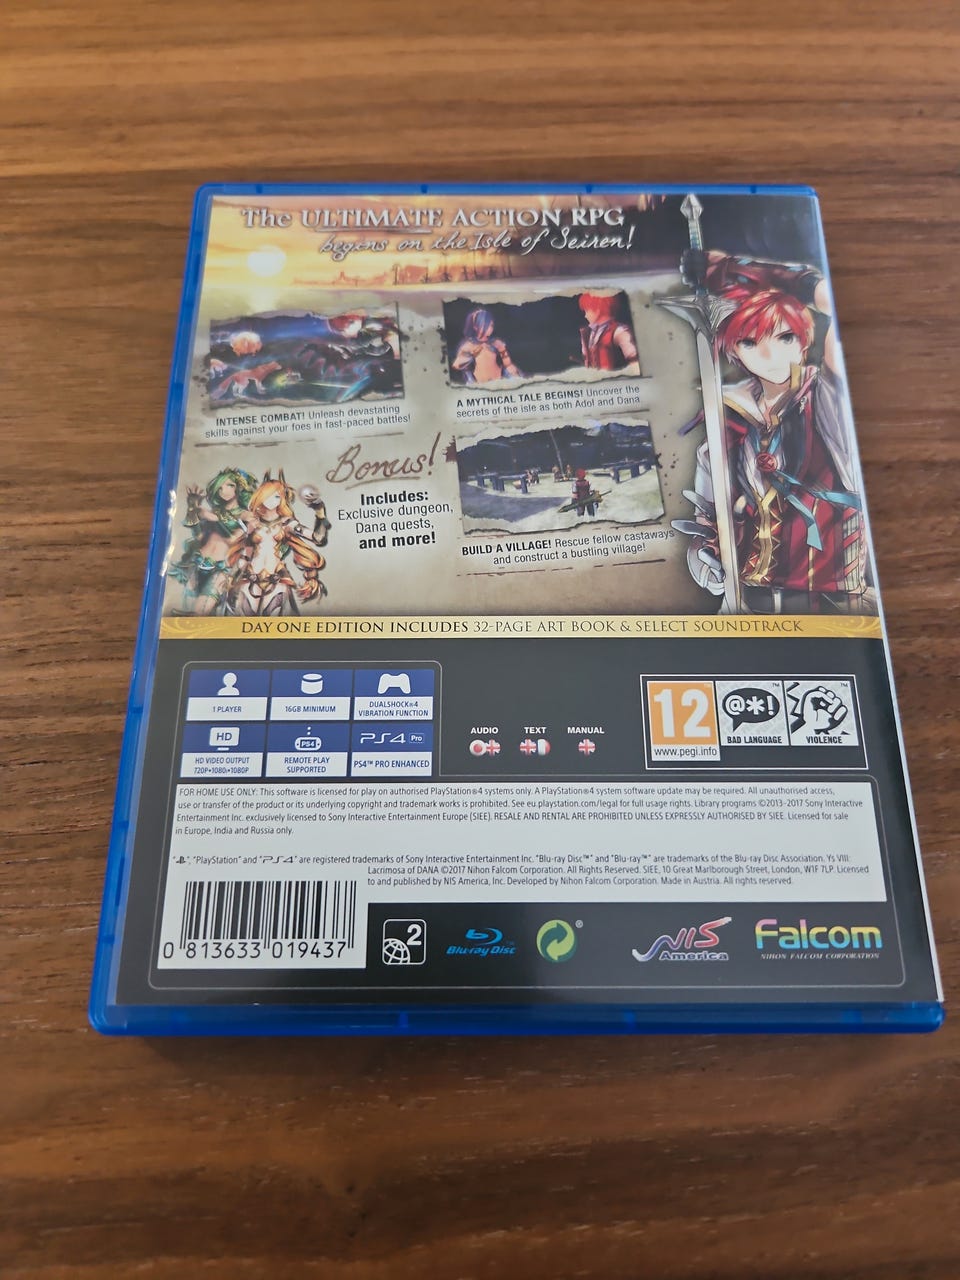 The ULTIMATE ACTION RPG
begins on the Isle of Seiren!
INTENSE COMBAT! Unleash devastating
skills against your foes in fast-paced battles!
A MYTHICAL TALE BEGINS! Uncover the
secrets of the isle as both Adol and Dana.
Bonus!
Includes:
Exclusive dungeon,
Dana quests,
and more!
BUILD A VILLAGE! Rescue fellow castaways
and construct a bustling village!
DAY ONE EDITION INCLUDES 32-PAGE ART BOOK & SELECT SOUNDTRACK
1 PLAYER
16GB MINIMUM
DUALSHOCK®4
VIBRATION FUNCTION
HD
HD VIDEO OUTPUT
720P•1080i•1080P
PS4
REMOTE PLAY
SUPPORTED
PS4 Pro
PS4™ PRO ENHANCED
AUDIO
TEXT
MANUAL
12
www.pegi.info
@*!
BAD LANGUAGE
VIOLENCE
FOR HOME USE ONLY: This software is licensed for play on authorised PlayStation®4 systems only. A PlayStation®4 system software update may be required. All unauthorised access,
use or transfer of the product or its underlying copyright and trademark works is prohibited. See eu.playstation.com/legal for full usage rights. Library programs ©2013-2017 Sony Interactive
Entertainment Inc. exclusively licensed to Sony Interactive Entertainment Europe (SIEE). RESALE AND RENTAL ARE PROHIBITED UNLESS EXPRESSLY AUTHORISED BY SIEE. Licensed for sale
in Europe, India and Russia only.
"PlayStation" and "PS4" are registered trademarks of Sony Interactive Entertainment Inc. "Blu-ray Disc™" and "Blu-ray™" are trademarks of the Blu-ray Disc Association. Ys VIII:
Lacrimosa of DANA ©2017 Nihon Falcom Corporation. All Rights Reserved. SIEE, 10 Great Marlborough Street, London, W1F 7LP. Licensed
to and published by NIS America, Inc. Developed by Nihon Falcom Corporation. Made in Austria. All rights reserved.
0 813633 019437
2
Blu-ray Disc™
®
NIS
America
Falcom
NIHON FALCOM CORPORATION